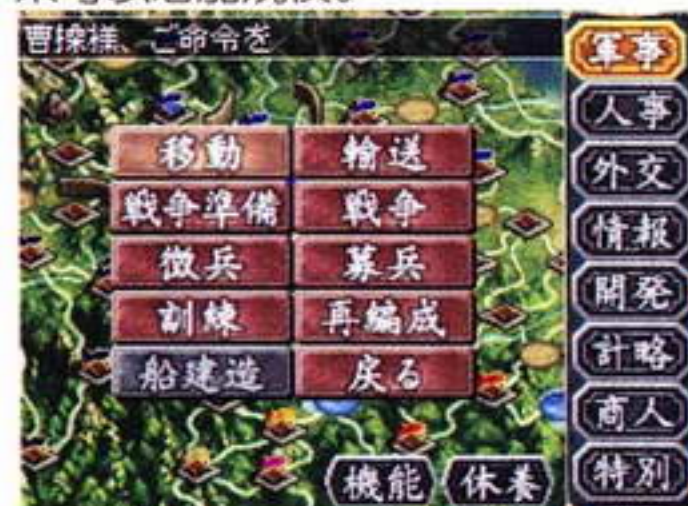 曹操様、ご命令を
移動 輸送
戦争準備 戦争
徴兵 募兵
訓練 再編成
船建造 戻る
機能 休養
軍事
人事
外交
情報
開発
計略
商人
特別